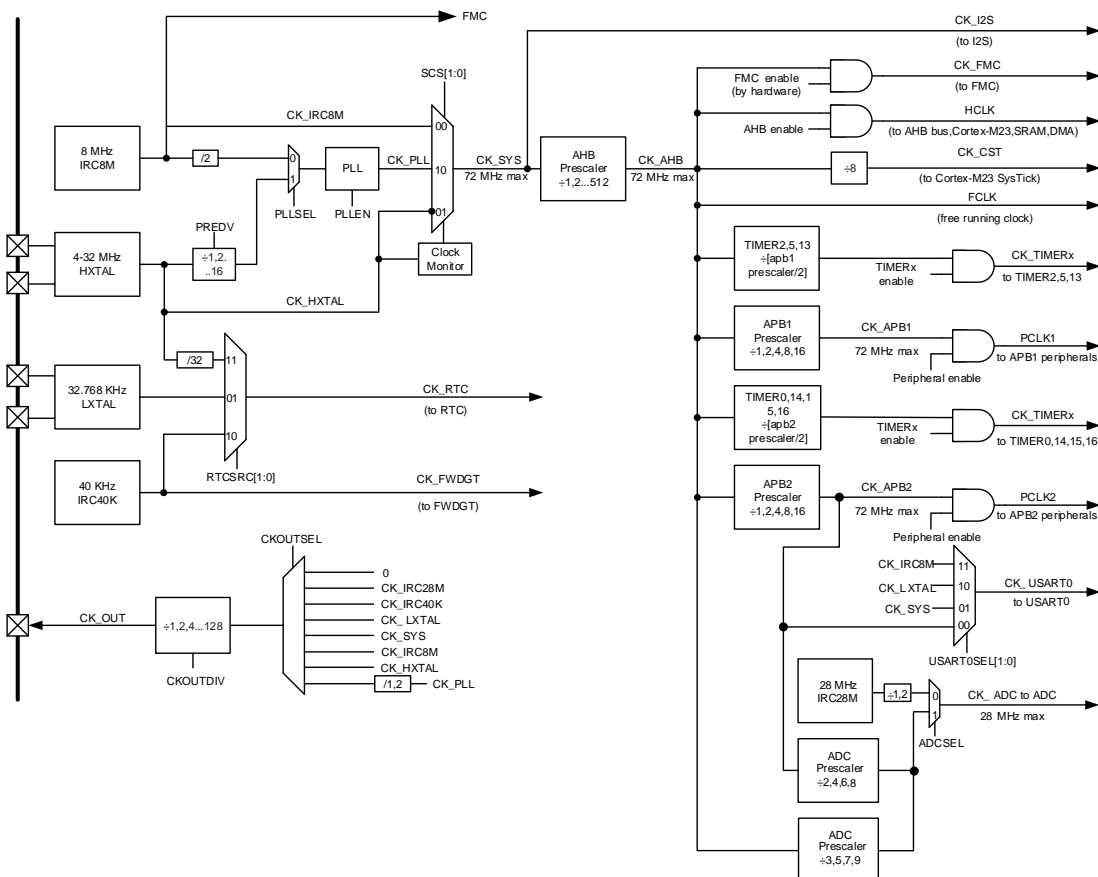 FMC
CK_I2S
(to I2S)
SCS[1:0]
FMC enable
(by hardware)
CK_FMC
(to FMC)
CK_IRC8M
00
AHB enable
HCLK
(to AHB bus,Cortex-M23,SRAM,DMA)
8 MHz
IRC8M
/2
0
1
PLLSEL
PLL
PLLEN
CK_PLL
10
CK_SYS
72 MHz max
AHB
Prescaler
÷1,2...512
CK_AHB
72 MHz max
÷8
CK_CST
(to Cortex-M23 SysTick)
FCLK
(free running clock)
01
Clock
Monitor
PREDV
÷1,2.
..16
4-32 MHz
HXTAL
CK_HXTAL
TIMER2,5,13
÷[apb1
prescaler/2]
TIMERx
enable
CK_TIMERx
to TIMER2,5,13
/32
11
01
10
RTCSRC[1:0]
32.768 KHz
LXTAL
CK_RTC
(to RTC)
APB1
Prescaler
÷1,2,4,8,16
CK_APB1
72 MHz max
Peripheral enable
PCLK1
to APB1 peripherals
TIMER0,14,1
5,16
÷[apb2
prescaler/2]
TIMERx
enable
CK_TIMERx
to TIMER0,14,15,16
40 KHz
IRC40K
CK_FWDGT
(to FWDGT)
APB2
Prescaler
÷1,2,4,8,16
CK_APB2
72 MHz max
Peripheral enable
PCLK2
to APB2 peripherals
CKOUTSEL
0
CK_IRC28M
CK_IRC40K
CK_ LXTAL
CK_SYS
CK_IRC8M
CK_HXTAL
/1,2
CK_PLL
CK_OUT
÷1,2,4...128
CKOUTDIV
CK_IRC8M
11
CK_LXTAL
10
CK_SYS
01
00
USART0SEL[1:0]
CK_USART0
to USART0
28 MHz
IRC28M
÷1,2
0
1
ADCSEL
CK_ ADC to ADC
28 MHz max
ADC
Prescaler
÷2,4,6,8
ADC
Prescaler
÷3,5,7,9